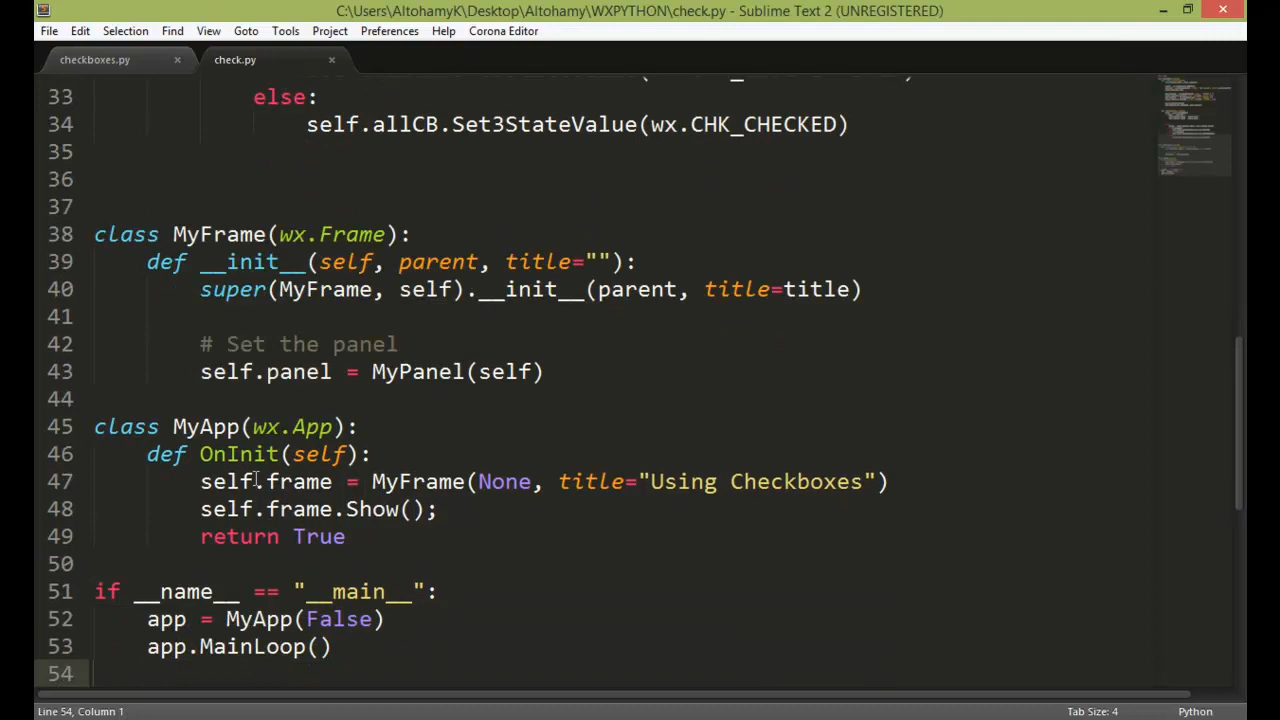 C:\Users\AltohamyK\Desktop\Altohamy\WXPYTHON\check.py - Sublime Text 2 (UNREGISTERED)
File Edit Selection Find View Goto Tools Project Preferences Help Corona Editor
checkboxes.py × check.py ×
33 else:
34 self.allCB.Set3StateValue(wx.CHK_CHECKED)
35
36
37
38 class MyFrame(wx.Frame):
39 def __init__(self, parent, title=""):
40 super(MyFrame, self).__init__(parent, title=title)
41
42 # Set the panel
43 self.panel = MyPanel(self)
44
45 class MyApp(wx.App):
46 def OnInit(self):
47 self.frame = MyFrame(None, title="Using Checkboxes")
48 self.frame.Show();
49 return True
50
51 if __name__ == "__main__":
52 app = MyApp(False)
53 app.MainLoop()
54
Line 54, Column 1 Tab Size: 4 Python